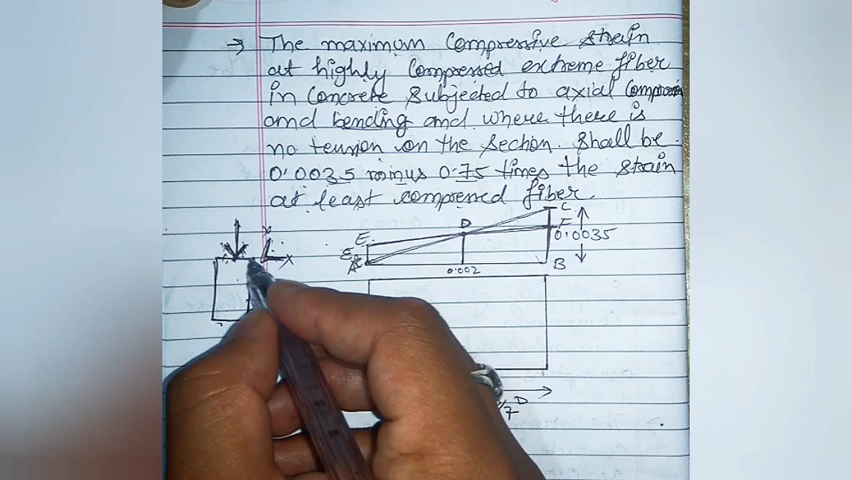 → The maximum compressive strain
at highly compressed extreme fiber
in concrete subjected to axial
and bending and where there is
no tension on the section. Shall be
0.0035 minus 0.75 times the strain
at least compressed fiber.
C
D
F
E
0.0035
X
B
0.002
D
7